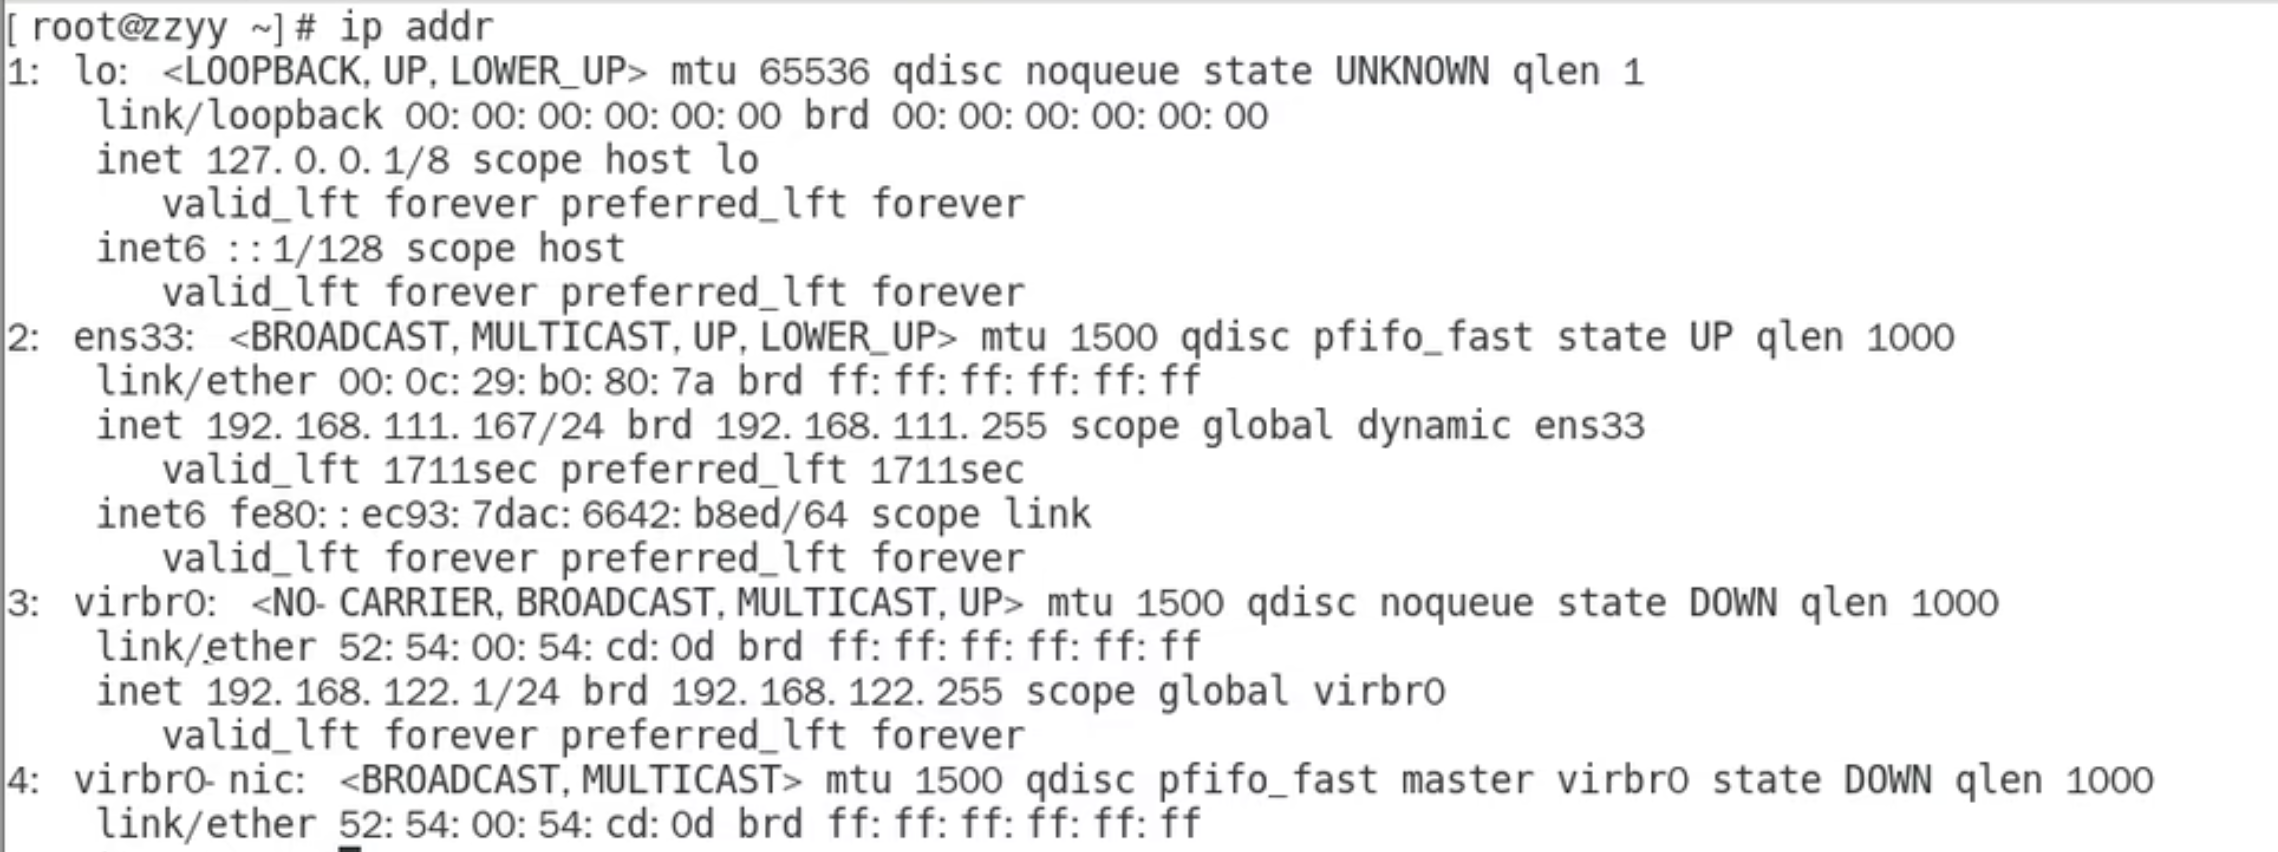 [root@zzyy ~]# ip addr
1: lo: <LOOPBACK,UP,LOWER_UP> mtu 65536 qdisc noqueue state UNKNOWN qlen 1
    link/loopback 00:00:00:00:00:00 brd 00:00:00:00:00:00
    inet 127.0.0.1/8 scope host lo
       valid_lft forever preferred_lft forever
    inet6 ::1/128 scope host
       valid_lft forever preferred_lft forever
2: ens33: <BROADCAST,MULTICAST,UP,LOWER_UP> mtu 1500 qdisc pfifo_fast state UP qlen 1000
    link/ether 00:0c:29:b0:80:7a brd ff:ff:ff:ff:ff:ff
    inet 192.168.111.167/24 brd 192.168.111.255 scope global dynamic ens33
       valid_lft 1711sec preferred_lft 1711sec
    inet6 fe80::ec93:7dac:6642:b8ed/64 scope link
       valid_lft forever preferred_lft forever
3: virbr0: <NO-CARRIER,BROADCAST,MULTICAST,UP> mtu 1500 qdisc noqueue state DOWN qlen 1000
    link/ether 52:54:00:54:cd:0d brd ff:ff:ff:ff:ff:ff
    inet 192.168.122.1/24 brd 192.168.122.255 scope global virbr0
       valid_lft forever preferred_lft forever
4: virbr0-nic: <BROADCAST,MULTICAST> mtu 1500 qdisc pfifo_fast master virbr0 state DOWN qlen 1000
    link/ether 52:54:00:54:cd:0d brd ff:ff:ff:ff:ff:ff